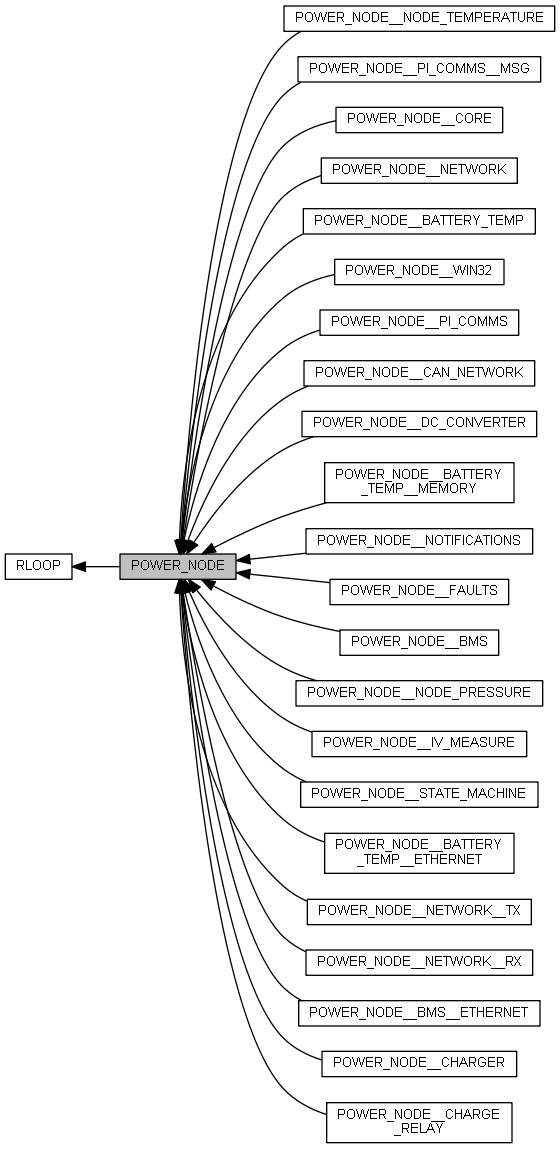 POWER_NODE__NODE_TEMPERATURE
POWER_NODE__PI_COMMS__MSG
POWER_NODE__CORE
POWER_NODE__NETWORK
POWER_NODE__BATTERY_TEMP
POWER_NODE__WIN32
POWER_NODE__PI_COMMS
POWER_NODE__CAN_NETWORK
POWER_NODE__DC_CONVERTER
POWER_NODE__BATTERY
_TEMP__MEMORY
POWER_NODE__NOTIFICATIONS
RLOOP
POWER_NODE
POWER_NODE__FAULTS
POWER_NODE__BMS
POWER_NODE__NODE_PRESSURE
POWER_NODE__IV_MEASURE
POWER_NODE__STATE_MACHINE
POWER_NODE__BATTERY
_TEMP__ETHERNET
POWER_NODE__NETWORK__TX
POWER_NODE__NETWORK__RX
POWER_NODE__BMS__ETHERNET
POWER_NODE__CHARGER
POWER_NODE__CHARGE
_RELAY